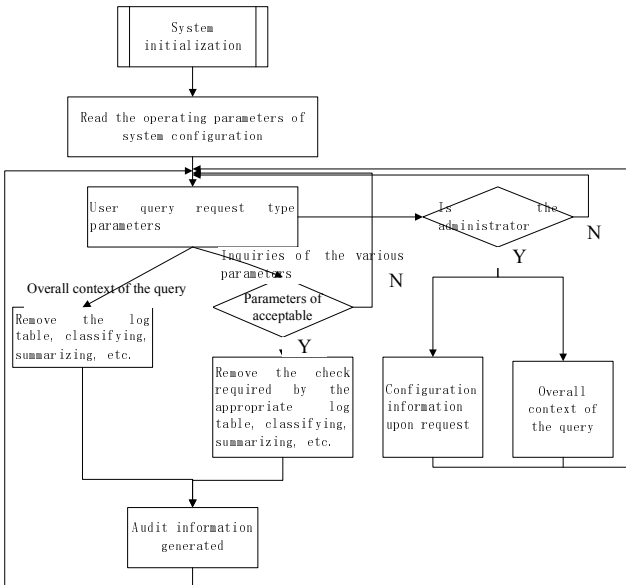 System
initialization
Read the operating parameters of
system configuration
User query request type
parameters
Is the
administrator
N
Y
Inquiries of the various
parameters
N
Overall context of the query
Parameters of
acceptable
Remove the log
table, classifying,
summarizing, etc.
Y
Remove the check
required by the
appropriate log
table, classifying,
summarizing, etc.
Configuration
information
upon request
Overall
context of
the query
Audit information
generated